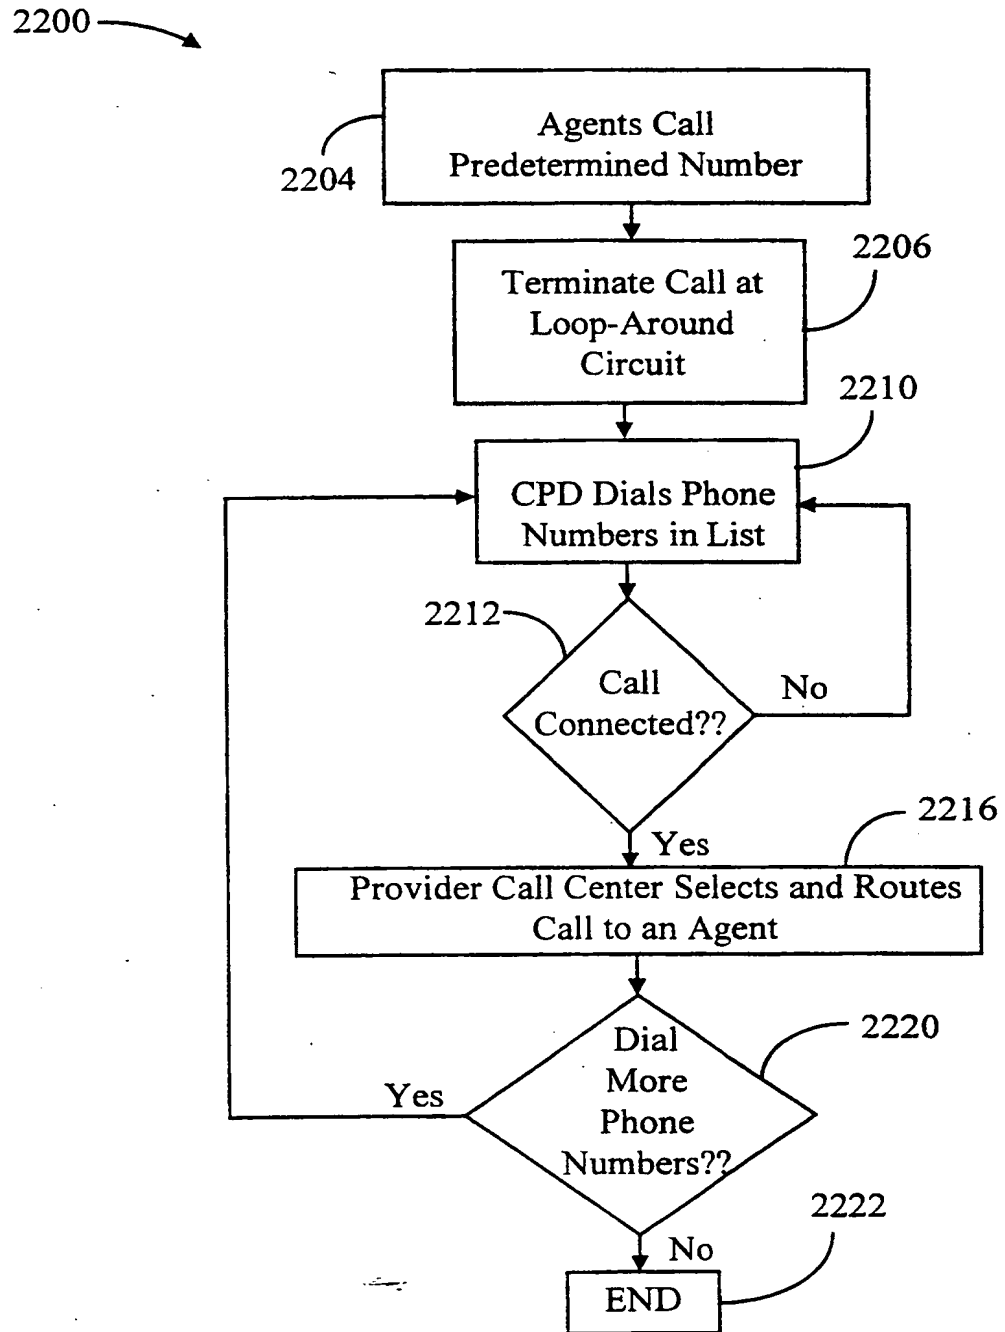 2200
Agents Call
Predetermined Number
2204
2206
Terminate Call at
Loop-Around
Circuit
2210
CPD Dials Phone
Numbers in List
2212
Call
Connected??
No
Yes
2216
Provider Call Center Selects and Routes
Call to an Agent
2220
Dial
More
Phone
Numbers??
Yes
2222
No
END